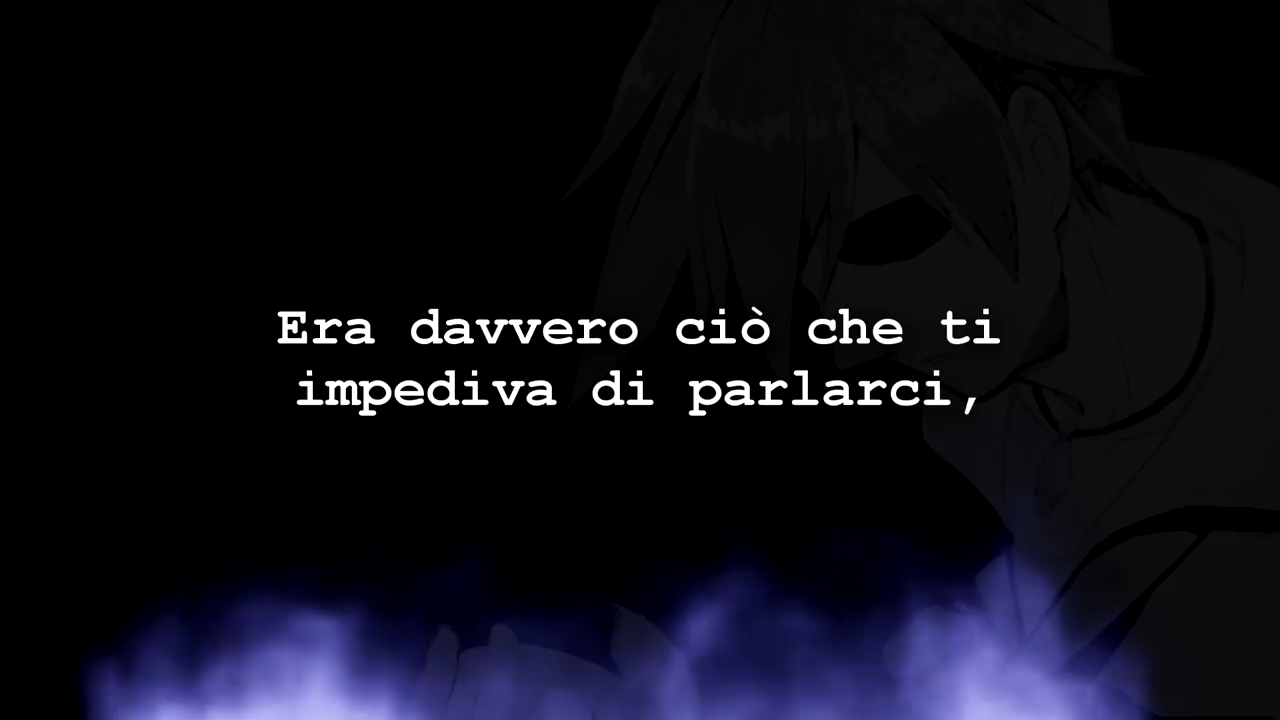 Era davvero ciò che ti
impediva di parlarci,